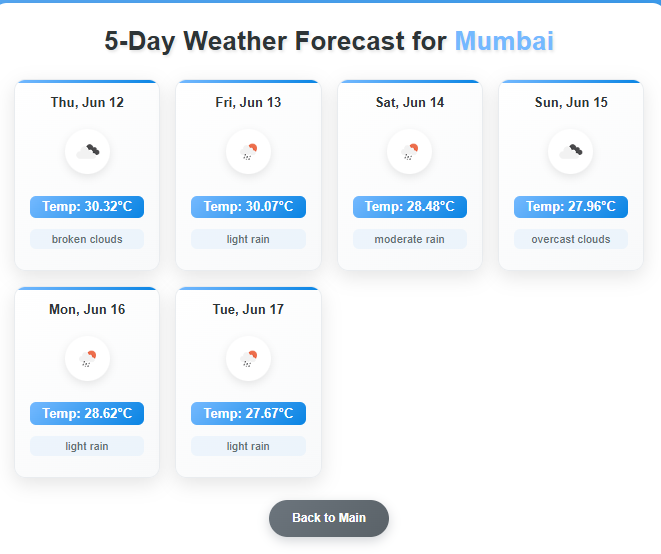 5-Day Weather Forecast for Mumbai
Thu, Jun 12
Temp: 30.32°C
broken clouds
Fri, Jun 13
Temp: 30.07°C
light rain
Sat, Jun 14
Temp: 28.48°C
moderate rain
Sun, Jun 15
Temp: 27.96°C
overcast clouds
Mon, Jun 16
Temp: 28.62°C
light rain
Tue, Jun 17
Temp: 27.67°C
light rain
Back to Main